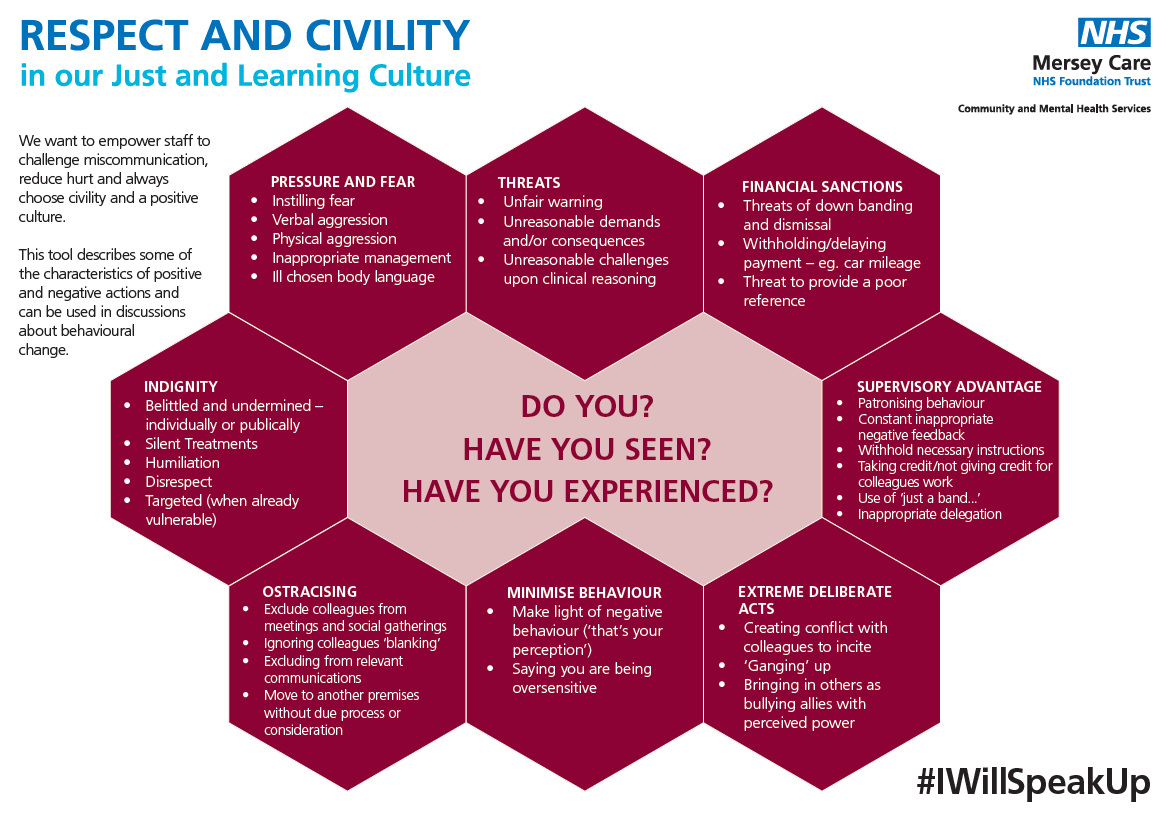 RESPECT AND CIVILITY
in our Just and Learning Culture
NHS
Mersey Care
NHS Foundation Trust
Community and Mental Health Services
We want to empower staff to
challenge miscommunication,
reduce hurt and always
choose civility and a positive
culture.
This tool describes some of
the characteristics of positive
and negative actions and
can be used in discussions
about behavioural
change.
PRESSURE AND FEAR
• Instilling fear
• Verbal aggression
• Physical aggression
• Inappropriate management
• Ill chosen body language
THREATS
• Unfair warning
• Unreasonable demands
and/or consequences
• Unreasonable challenges
upon clinical reasoning
FINANCIAL SANCTIONS
• Threats of down banding
and dismissal
• Withholding/delaying
payment – eg. car mileage
• Threat to provide a poor
reference
INDIGNITY
• Belittled and undermined –
individually or publically
• Silent Treatments
• Humiliation
• Disrespect
• Targeted (when already
vulnerable)
DO YOU?
HAVE YOU SEEN?
HAVE YOU EXPERIENCED?
SUPERVISORY ADVANTAGE
• Patronising behaviour
• Constant inappropriate
negative feedback
• Withhold necessary instructions
• Taking credit/not giving credit for
colleagues work
• Use of ‘just a band...’
• Inappropriate delegation
OSTRACISING
• Exclude colleagues from
meetings and social gatherings
• Ignoring colleagues ‘blanking’
• Excluding from relevant
communications
• Move to another premises
without due process or
consideration
MINIMISE BEHAVIOUR
• Make light of negative
behaviour (‘that’s your
perception’)
• Saying you are being
oversensitive
EXTREME DELIBERATE
ACTS
• Creating conflict with
colleagues to incite
• ‘Ganging’ up
• Bringing in others as
bullying allies with
perceived power
#IWillSpeakUp